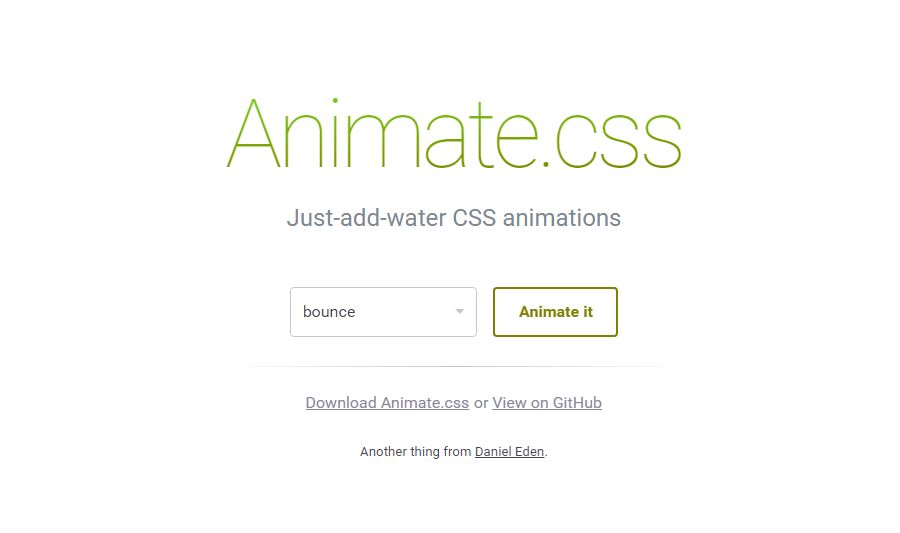 Animate.css
Just-add-water CSS animations
bounce Animate it
Download Animate.css or View on GitHub
Another thing from Daniel Eden.